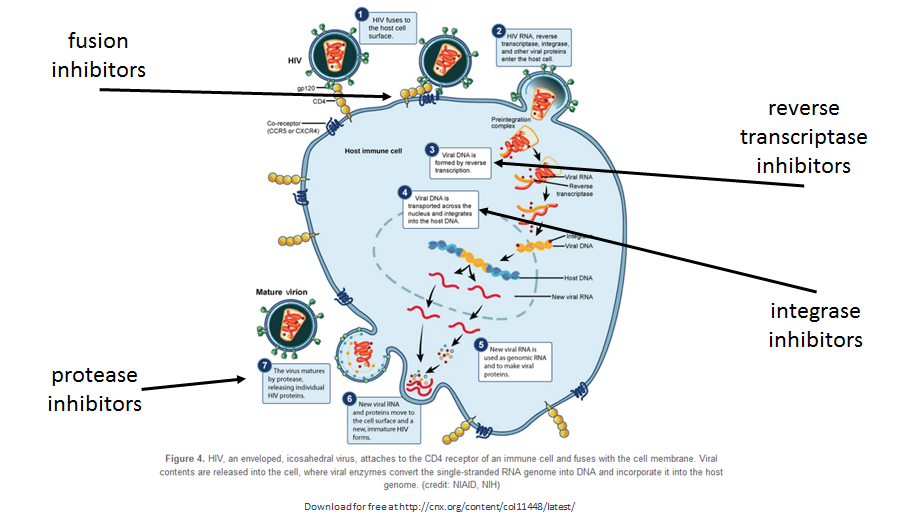 fusion
inhibitors
1
HIV fuses to
the host cell
surface.
HIV
gp120
CD4
Co-receptor
(CCR5 or CXCR4)
2
HIV RNA, reverse
transcriptase, integrase,
and other viral proteins
enter the host cell.
reverse
transcriptase
inhibitors
Preintegration
complex
Host immune cell
3
Viral DNA is
formed by reverse
transcription.
Viral RNA
Reverse
transcriptase
4
Viral DNA is
transported across the
nucleus and integrates
into the host DNA.
Viral DNA
Host DNA
New viral RNA
integrase
inhibitors
Mature virion
5
New viral RNA is
used as genomic RNA
and to make viral
proteins.
protease
inhibitors
7
The virus matures
by protease,
releasing individual
HIV proteins.
6
New viral RNA
and proteins move to
the cell surface and a
new, immature HIV
forms.
Figure 4. HIV, an enveloped, icosahedral virus, attaches to the CD4 receptor of an immune cell and fuses with the cell membrane. Viral
contents are released into the cell, where viral enzymes convert the single-stranded RNA genome into DNA and incorporate it into the host
genome. (credit: NIAID, NIH)
Download for free at http://cnx.org/content/col11448/latest/